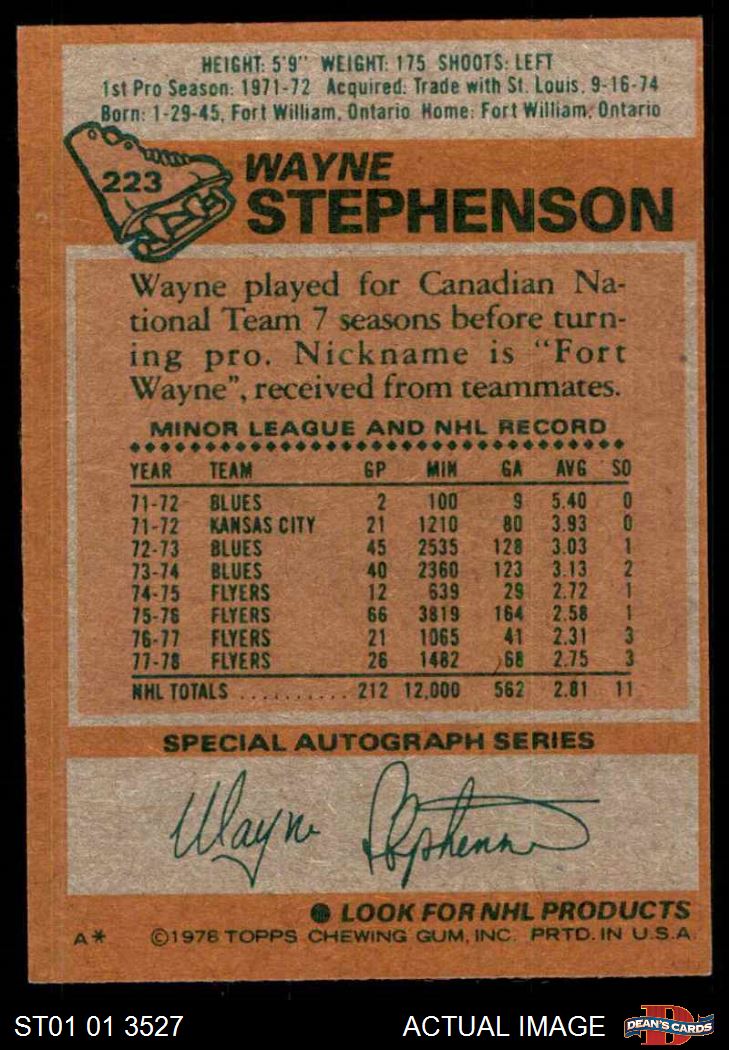 HEIGHT: 5'9" WEIGHT: 175 SHOOTS: LEFT
1st Pro Season: 1971-72 Acquired: Trade with St. Louis, 9-16-74
Born: 1-29-45, Fort William, Ontario Home: Fort William, Ontario
223
WAYNE
STEPHENSON
Wayne played for Canadian Na-
tional Team 7 seasons before turn-
ing pro. Nickname is "Fort
Wayne", received from teammates.
MINOR LEAGUE AND NHL RECORD
YEAR TEAM GP MIN GA AVG SO
71-72 BLUES 2 100 9 5.40 0
71-72 KANSAS CITY 21 1210 80 3.93 0
72-73 BLUES 45 2535 128 3.03 1
73-74 BLUES 40 2360 123 3.13 2
74-75 FLYERS 12 639 29 2.72 1
75-76 FLYERS 66 3819 164 2.58 1
76-77 FLYERS 21 1065 41 2.31 3
77-78 FLYERS 26 1482 68 2.75 3
NHL TOTALS .......... 212 12,000 562 2.81 11
SPECIAL AUTOGRAPH SERIES
Wayne Stephenson
LOOK FOR NHL PRODUCTS
A* ©1978 TOPPS CHEWING GUM, INC. PRTD. IN U.S.A.
ST01 01 3527 ACTUAL IMAGE D DEAN'S CARDS